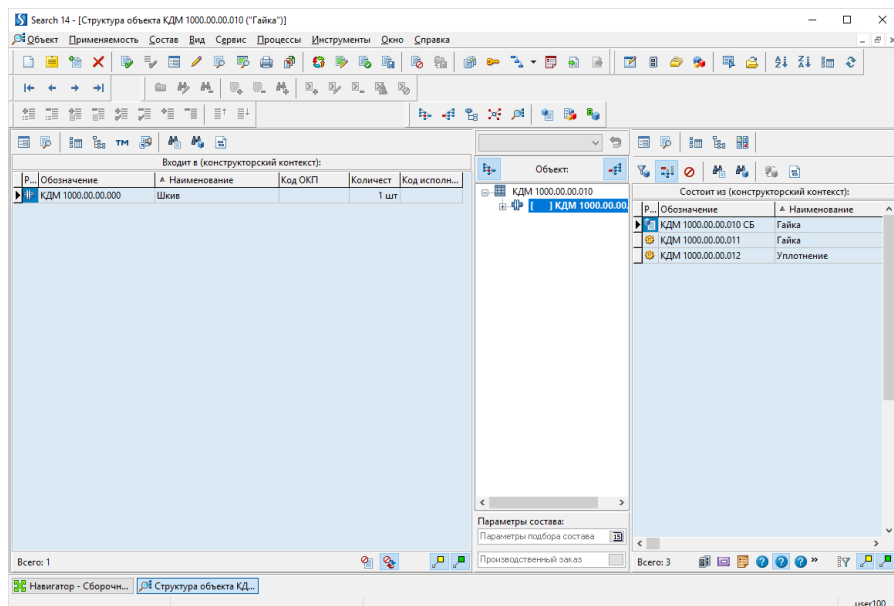 Search 14 - [Структура объекта КДМ 1000.00.00.010 ("Гайка")]
Объект Применяемость Состав Вид Сервис Процессы Инструменты Окно Справка
ТМ
Входит в (конструкторский контекст):
Р... Обозначение Наименование Код ОКП Количест Код исполн...
КДМ 1000.00.00.000 Шкив 1 шт
Объект:
КДМ 1000.00.00.010
[ ] КДМ 1000.00.00.
Параметры состава:
Параметры подбора состава
15
Производственный заказ
Состоит из (конструкторский контекст):
Р... Обозначение Наименование
КДМ 1000.00.00.010 СБ Гайка
КДМ 1000.00.00.011 Гайка
КДМ 1000.00.00.012 Уплотнение
Всего: 1
Всего: 3
Навигатор - Сборочн... Структура объекта КД...
user100